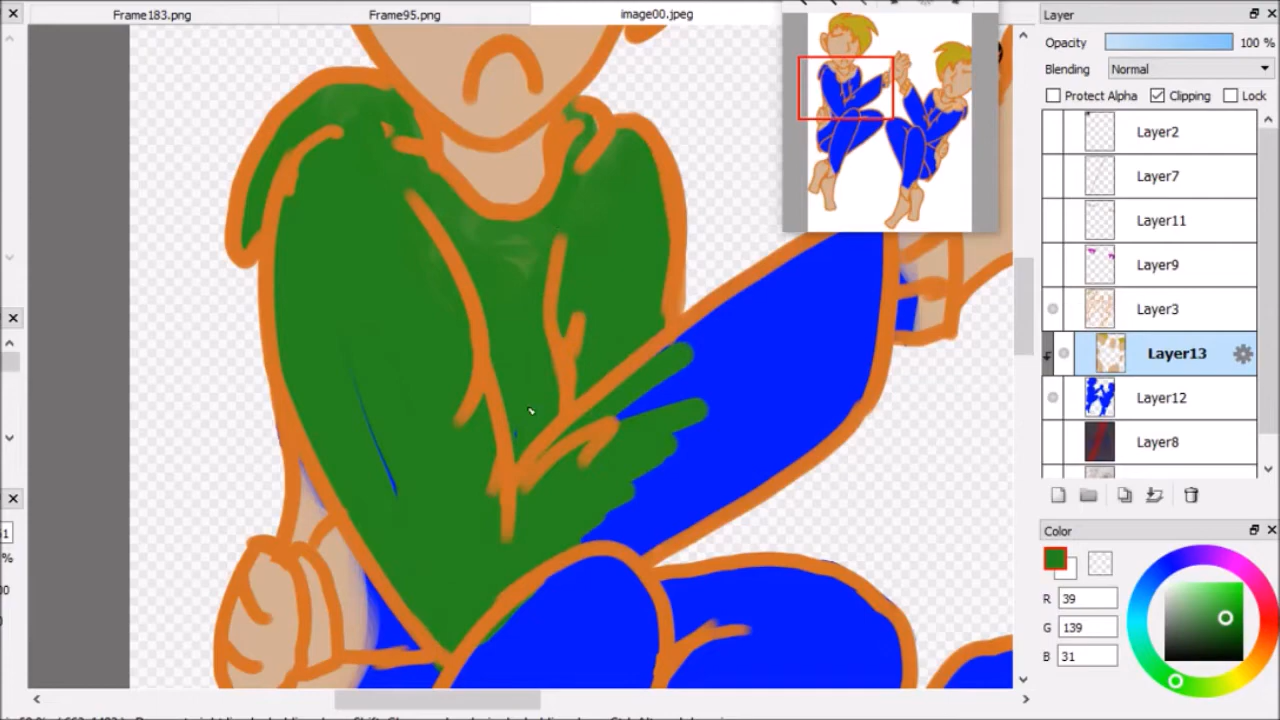 Frame183.png
Frame95.png
image00.jpeg
Layer
Opacity
100 %
Blending
Normal
Protect Alpha
Clipping
Lock
Layer2
Layer7
Layer11
Layer9
Layer3
Layer13
Layer12
Layer8
Color
R
39
G
139
B
31
%